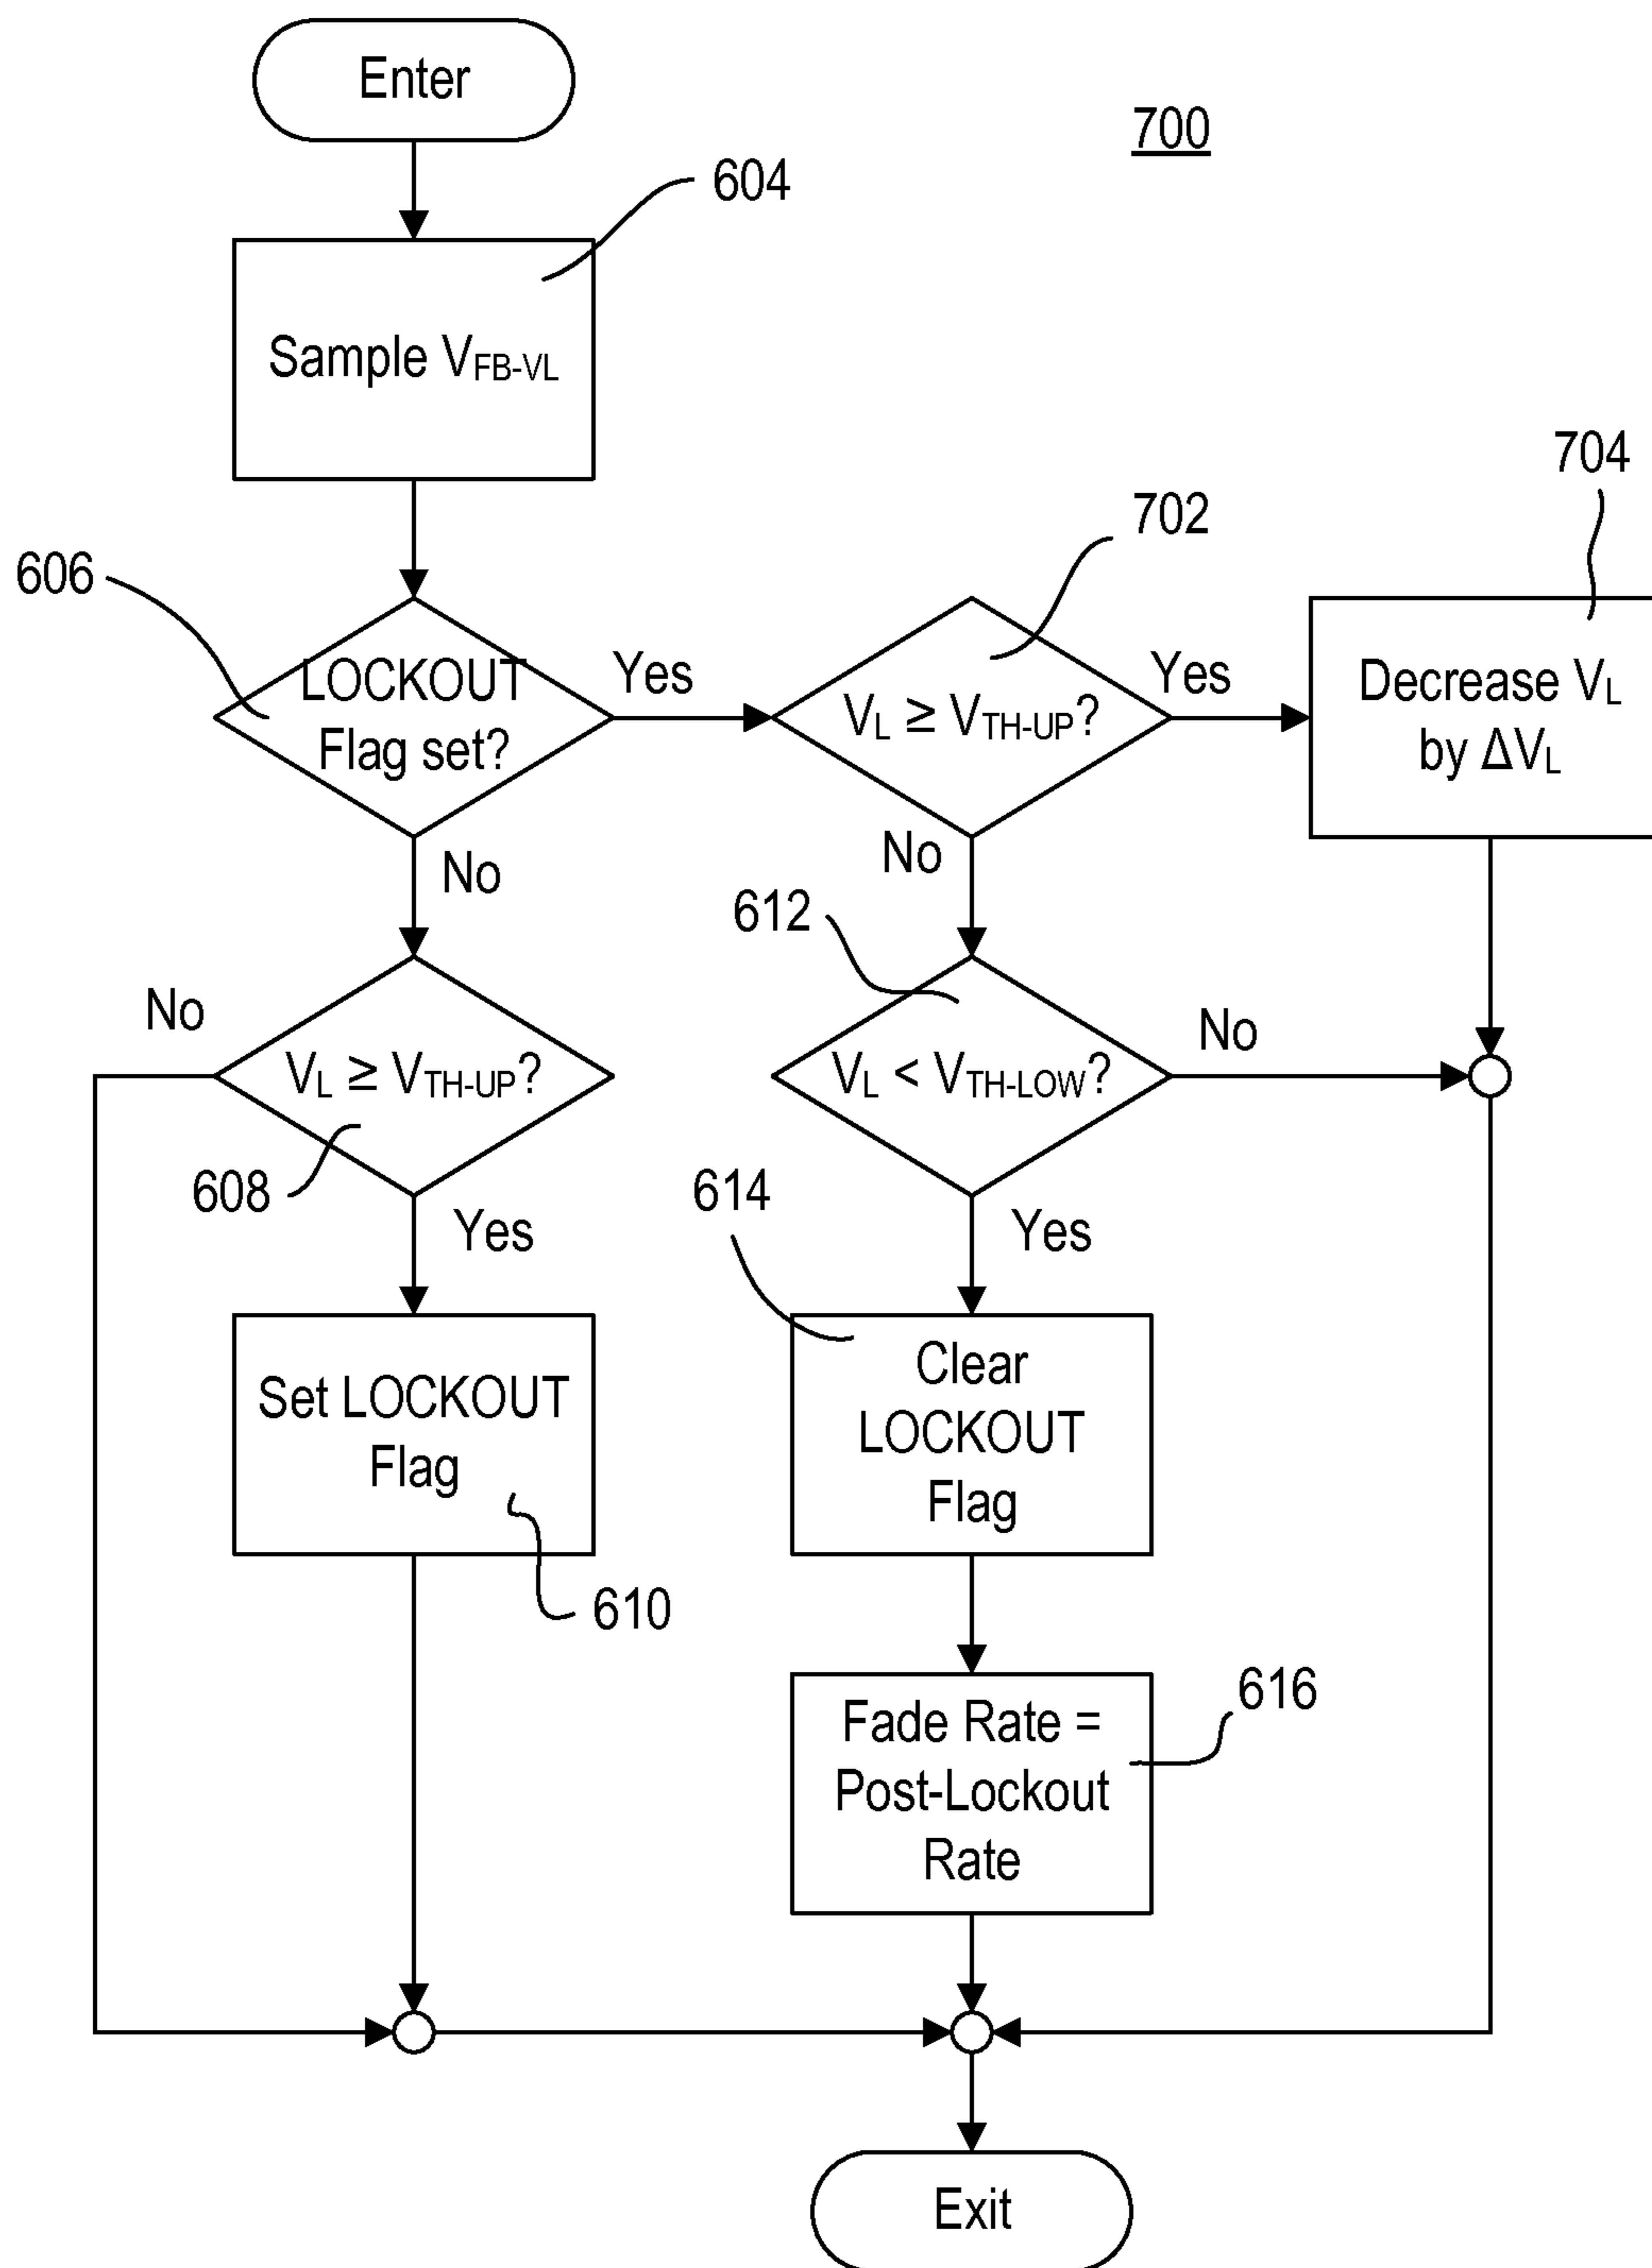 Enter
700
604
Sample VFB-VL
704
702
606
LOCKOUT
Flag set?
Yes
VL ≥ VTH-UP?
Yes
Decrease VL
by ΔVL
No
No
612
No
VL ≥ VTH-UP?
VL < VTH-LOW?
No
608
614
Yes
Yes
Set LOCKOUT
Flag
Clear
LOCKOUT
Flag
610
616
Fade Rate =
Post-Lockout
Rate
Exit